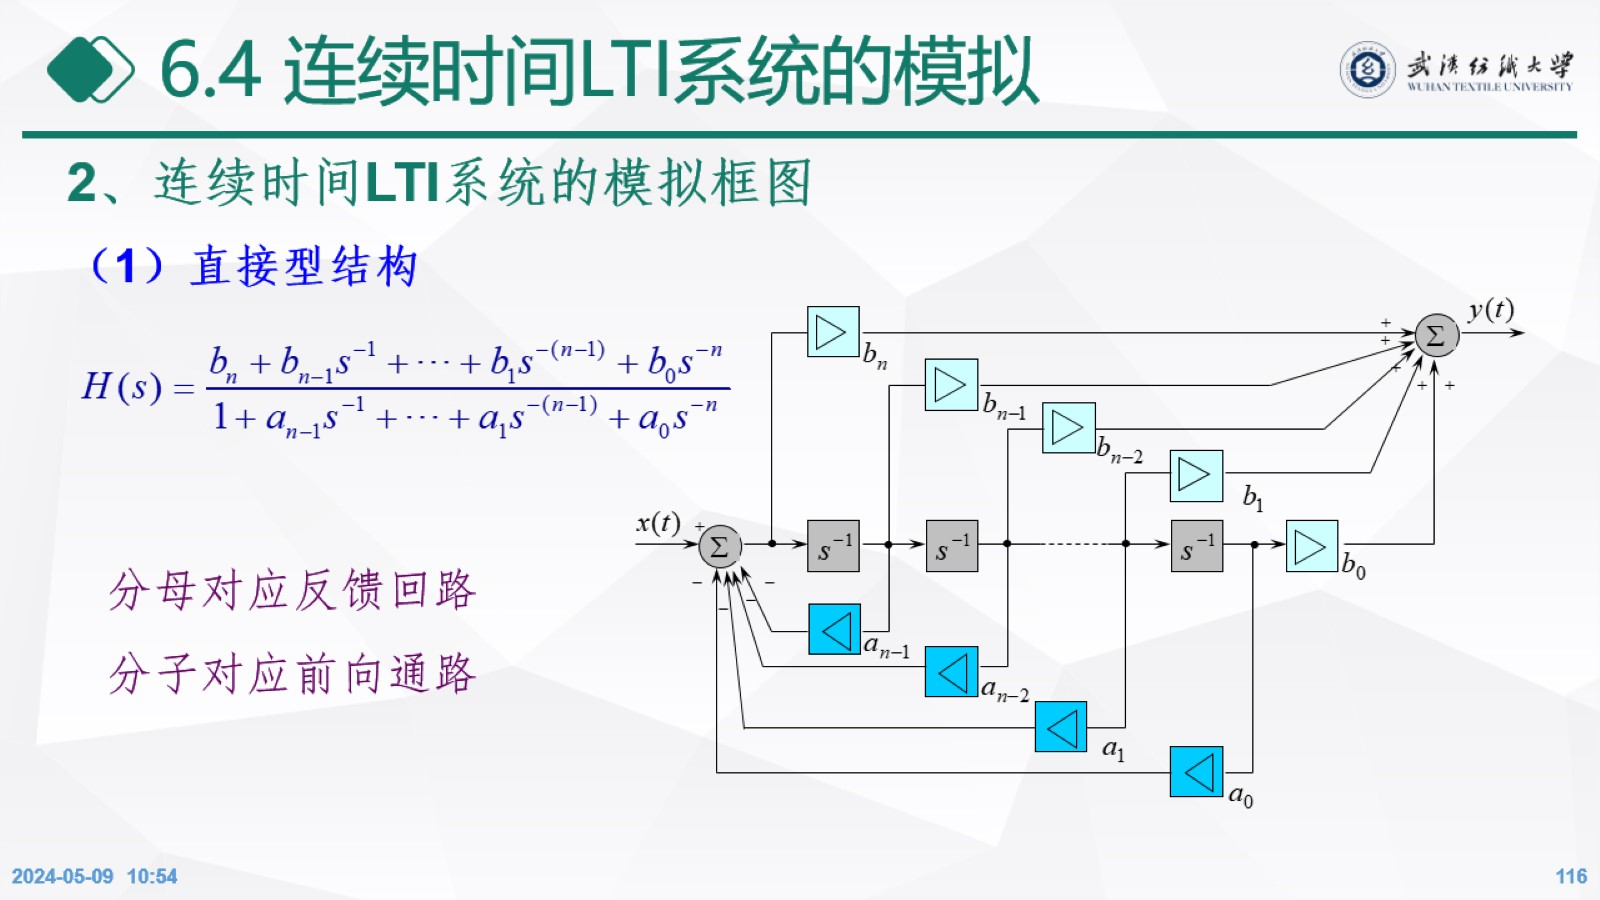 6.4 连续时间LTI系统的模拟
武汉纺织大学
WUHAN TEXTILE UNIVERSITY
2、连续时间LTI系统的模拟框图
（1）直接型结构
H(s) = \frac{b_n + b_{n-1}s^{-1} + ⋯ + b_1s^{-(n-1)} + b_0s^{-n}}{1 + a_{n-1}s^{-1} + ⋯ + a_1s^{-(n-1)} + a_0s^{-n}}
y(t)
+
+
+
+ +
Σ
b_n
b_{n-1}
b_{n-2}
b_1
x(t)
+
Σ
s^{-1}
s^{-1}
s^{-1}
b_0
− −
− −
a_{n-1}
a_{n-2}
a_1
a_0
分母对应反馈回路
分子对应前向通路
2024-05-09 10:54
116